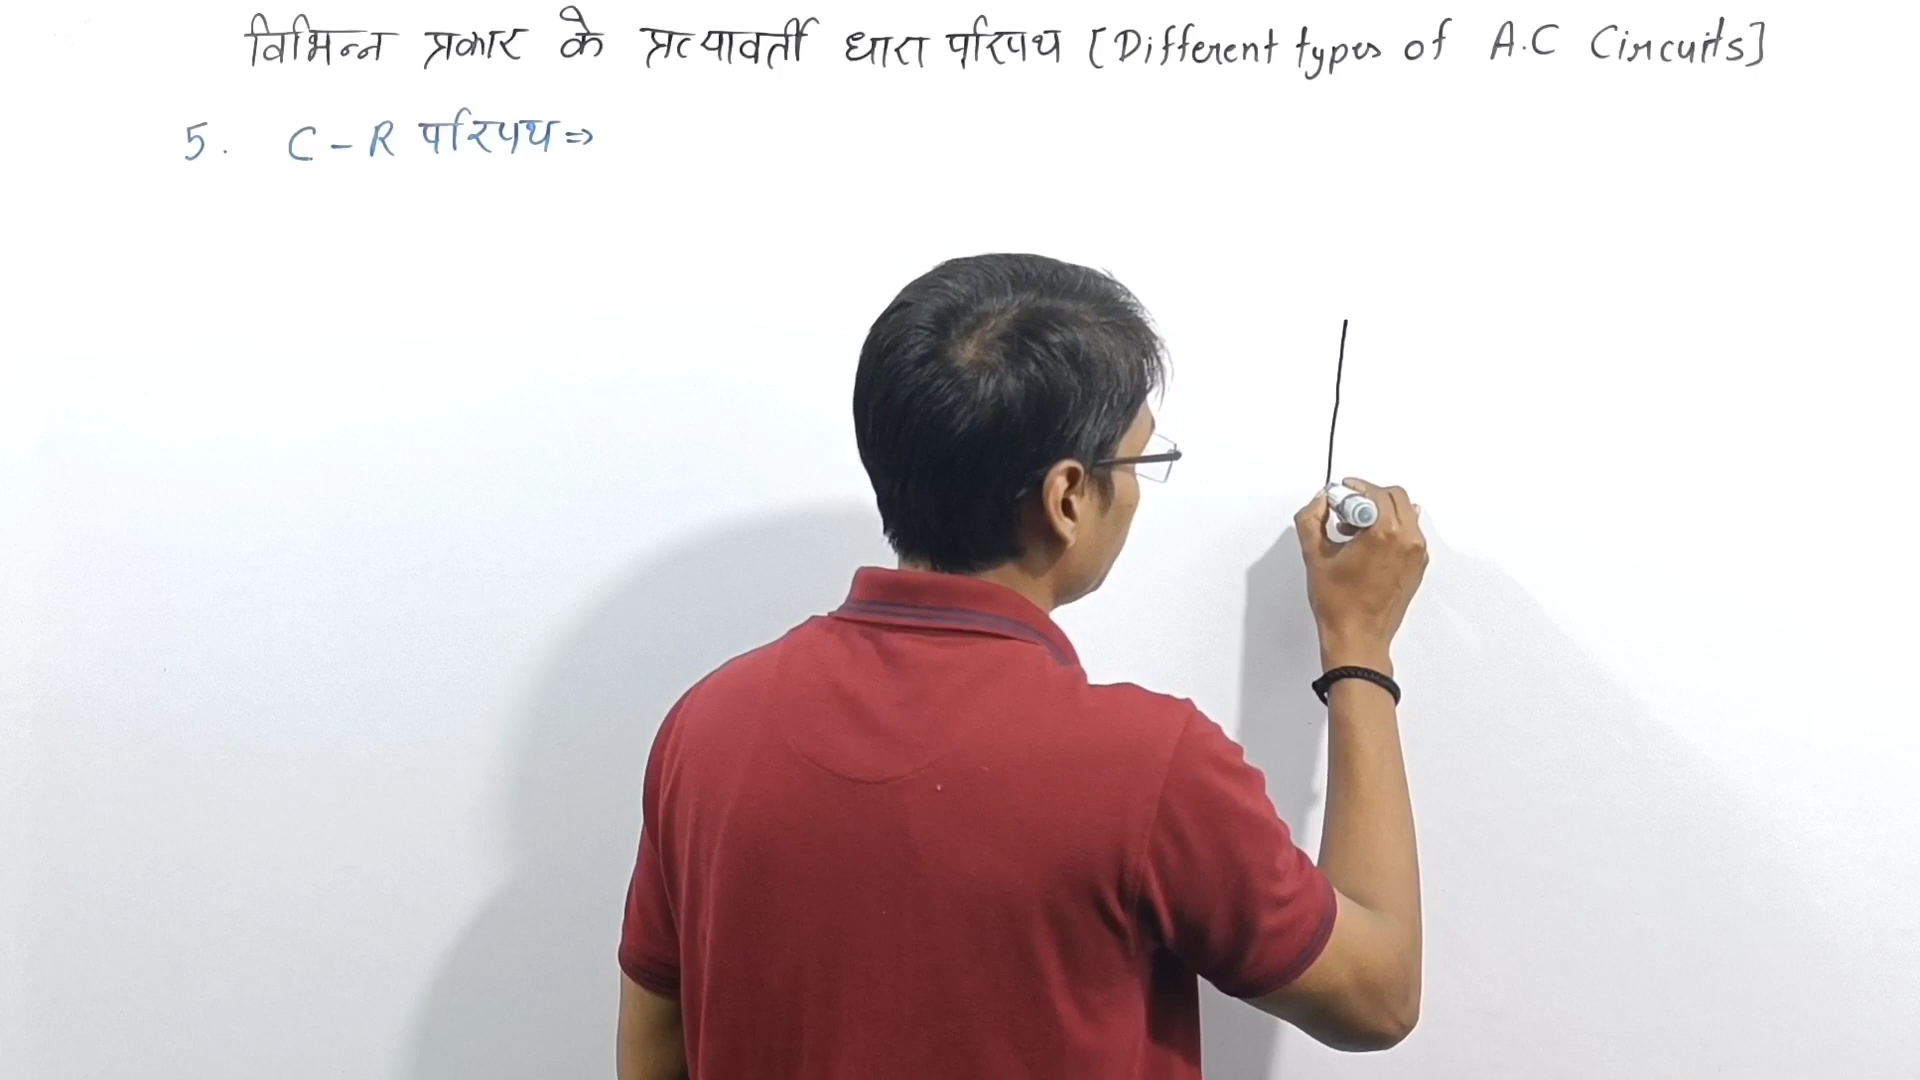 विभिन्न प्रकार के प्रत्यावर्ती धारा परिपथ [Different types of A.C Circuits]
5. C-R परिपथ⇒